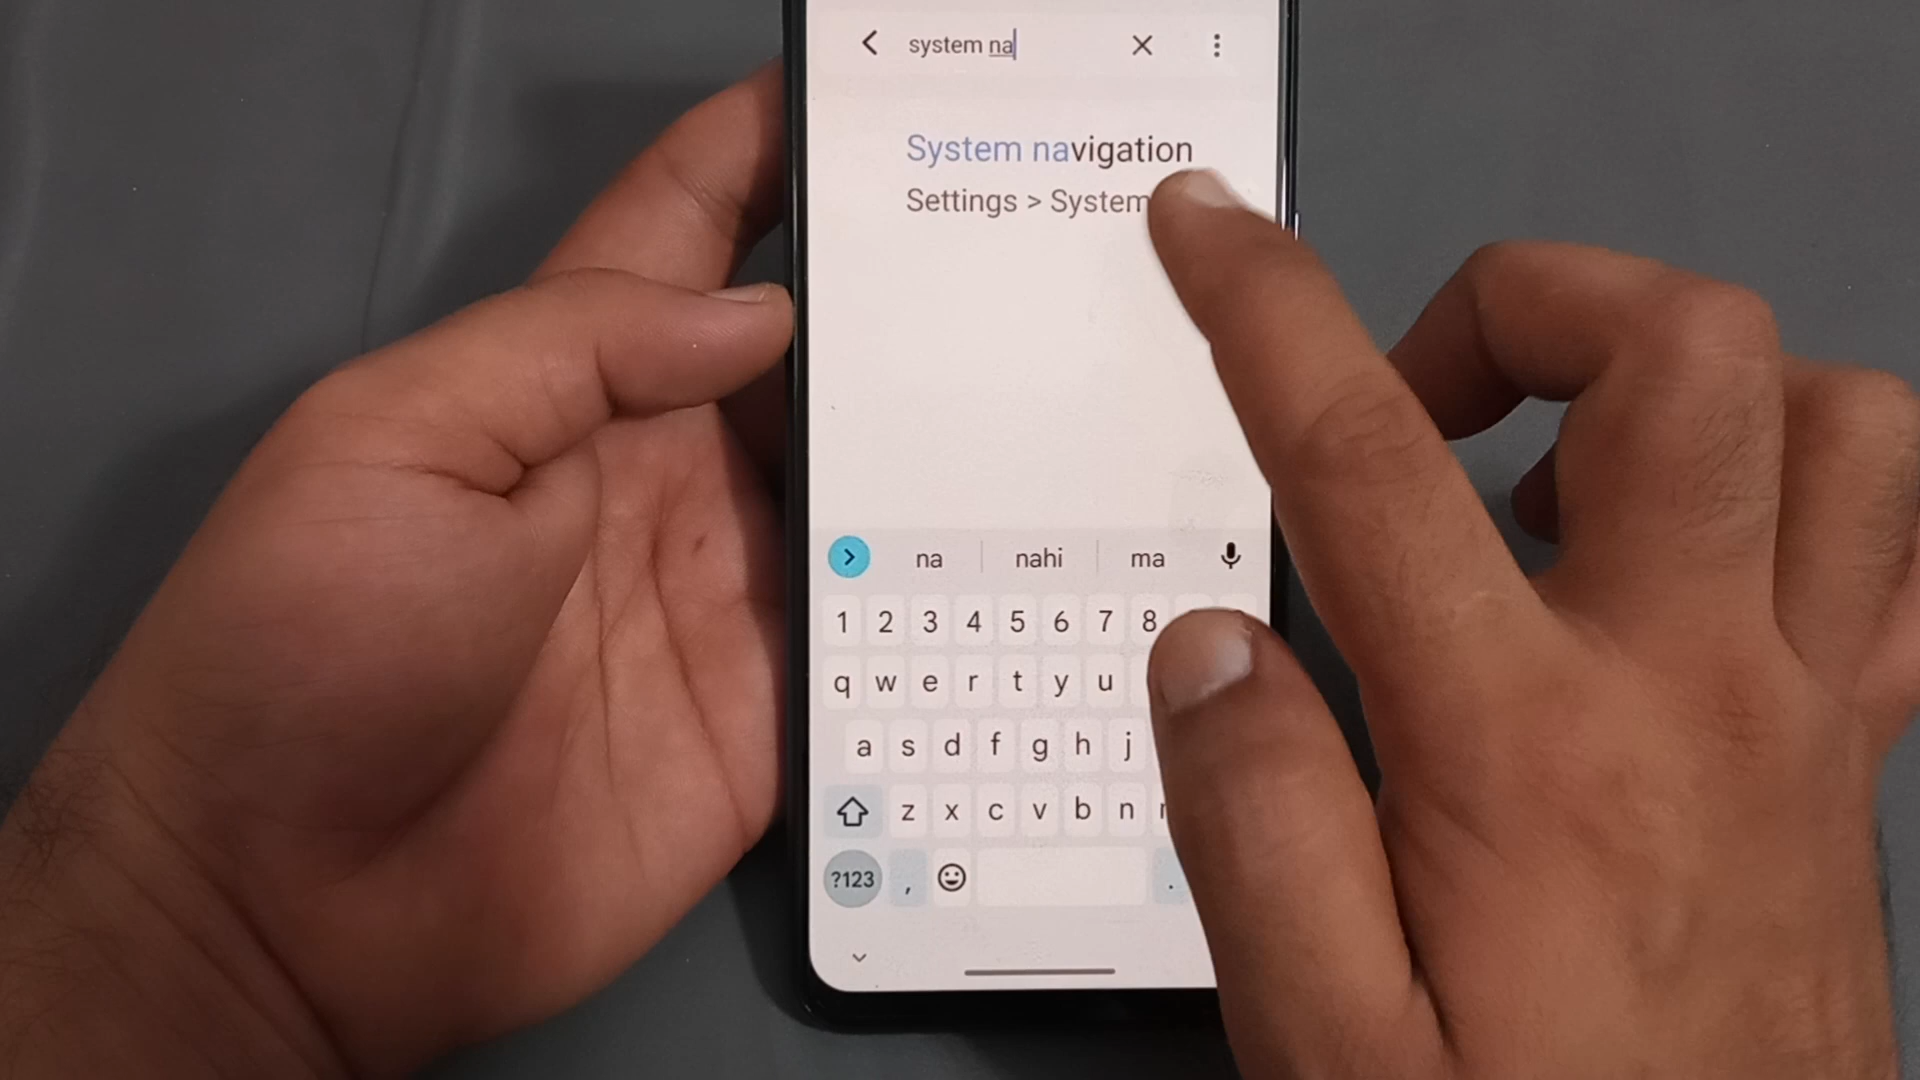 system na
System navigation
Settings > System
na nahi ma
1 2 3 4 5 6 7 8
q w e r t y u
a s d f g h j
z x c v b n
?123 , .